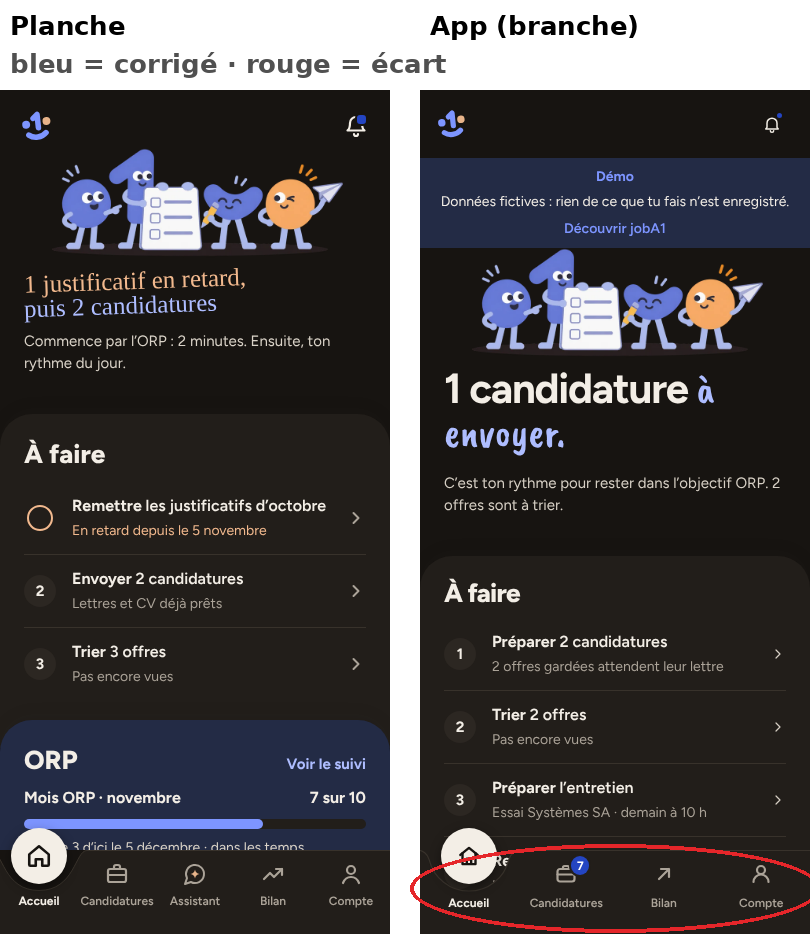 Planche
App (branche)
bleu = corrigé · rouge = écart
1 justificatif en retard,
puis 2 candidatures
Commence par l’ORP : 2 minutes. Ensuite, ton
rythme du jour.
À faire
Remettre les justificatifs d’octobre
En retard depuis le 5 novembre
2
Envoyer 2 candidatures
Lettres et CV déjà prêts
3
Trier 3 offres
Pas encore vues
ORP
Voir le suivi
Mois ORP · novembre
7 sur 10
3 d’ici le 5 décembre · dans les temps
Accueil
Candidatures
Assistant
Bilan
Compte
Démo
Données fictives : rien de ce que tu fais n’est enregistré.
Découvrir jobA1
1 candidature à
envoyer.
C’est ton rythme pour rester dans l’objectif ORP. 2
offres sont à trier.
À faire
1
Préparer 2 candidatures
2 offres gardées attendent leur lettre
2
Trier 2 offres
Pas encore vues
3
Préparer l’entretien
Essai Systèmes SA · demain à 10 h
7
Accueil
Candidatures
Bilan
Compte